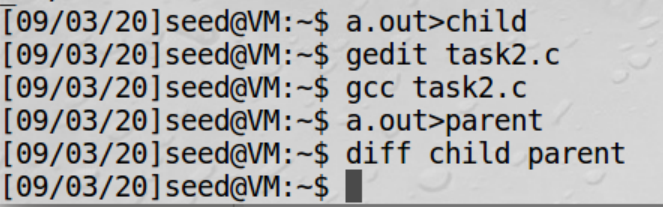 [09/03/20]seed@VM:~$ a.out>child
[09/03/20]seed@VM:~$ gedit task2.c
[09/03/20]seed@VM:~$ gcc task2.c
[09/03/20]seed@VM:~$ a.out>parent
[09/03/20]seed@VM:~$ diff child parent
[09/03/20]seed@VM:~$